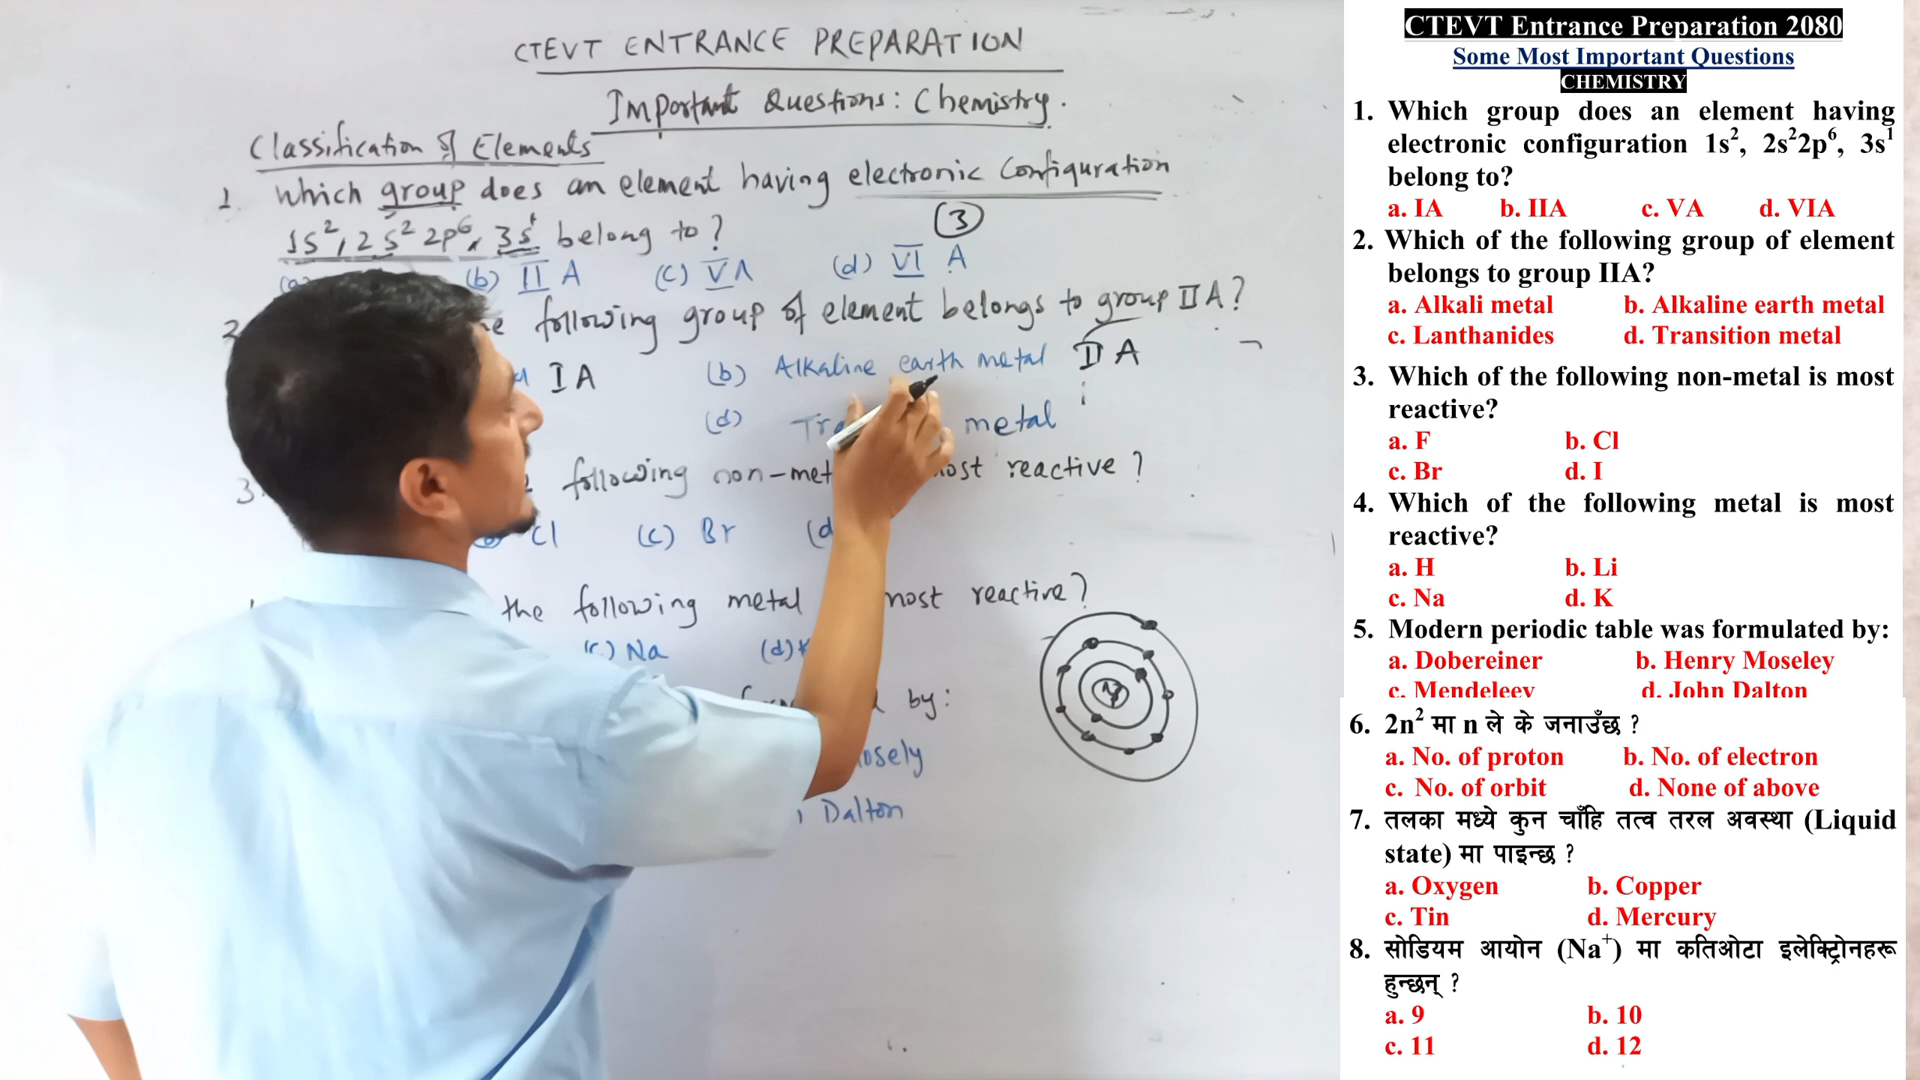 CTEVT ENTRANCE PREPARATION
Important Questions: Chemistry.
Classification of Elements
1. Which group does an element having electronic configuration
1s², 2s² 2p⁶, 3s¹ belong to?
③
(a) (b) II A (c) V A (d) VI A
2. following group of element belongs to group II A?
I A (b) Alkaline earth metal II A
(d) metal
3. following non-met most reactive?
Cl (c) Br (d
the following metal most reactive?
(c) Na (d) K
by:
Mosely
Dalton
CTEVT Entrance Preparation 2080
Some Most Important Questions
CHEMISTRY
1. Which group does an element having
electronic configuration 1s², 2s²2p⁶, 3s¹
belong to?
a. IA b. IIA c. VA d. VIA
2. Which of the following group of element
belongs to group IIA?
a. Alkali metal b. Alkaline earth metal
c. Lanthanides d. Transition metal
3. Which of the following non-metal is most
reactive?
a. F b. Cl
c. Br d. I
4. Which of the following metal is most
reactive?
a. H b. Li
c. Na d. K
5. Modern periodic table was formulated by:
a. Dobereiner b. Henry Moseley
c. Mendeleev d. John Dalton
6. 2n² मा n ले के जनाउँछ ?
a. No. of proton b. No. of electron
c. No. of orbit d. None of above
7. तलका मध्ये कुन चाँहि तत्व तरल अवस्था (Liquid
state) मा पाइन्छ ?
a. Oxygen b. Copper
c. Tin d. Mercury
8. सोडियम आयोन (Na⁺) मा कतिओटा इलेक्ट्रोनहरू
हुन्छन् ?
a. 9 b. 10
c. 11 d. 12